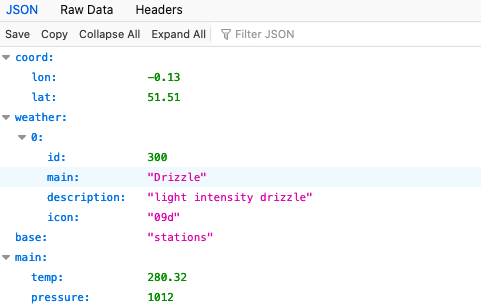 JSON Raw Data Headers
Save Copy Collapse All Expand All Filter JSON
coord:
lon: -0.13
lat: 51.51
weather:
0:
id: 300
main: "Drizzle"
description: "light intensity drizzle"
icon: "09d"
base: "stations"
main:
temp: 280.32
pressure: 1012